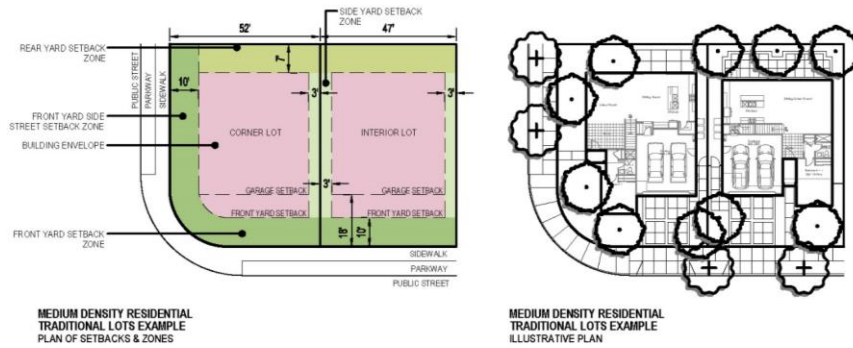 52'
47'
SIDE YARD SETBACK
ZONE
REAR YARD SETBACK
ZONE
7'
10'
PUBLIC STREET
PARKWAY
SIDEWALK
3'
3'
FRONT YARD SIDE
STREET SETBACK ZONE
CORNER LOT
INTERIOR LOT
BUILDING ENVELOPE
3'
GARAGE SETBACK
GARAGE SETBACK
FRONT YARD SETBACK
FRONT YARD SETBACK
18'
10'
FRONT YARD SETBACK
ZONE
SIDEWALK
PARKWAY
PUBLIC STREET
MEDIUM DENSITY RESIDENTIAL
TRADITIONAL LOTS EXAMPLE
PLAN OF SETBACKS & ZONES
MEDIUM DENSITY RESIDENTIAL
TRADITIONAL LOTS EXAMPLE
ILLUSTRATIVE PLAN